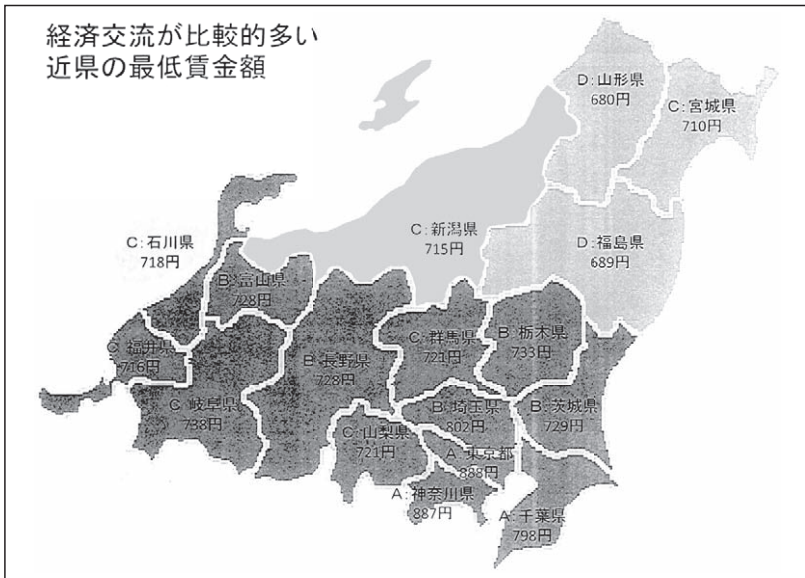 経済交流が比較的多い
近県の最低賃金額
D:山形県
680円
C:宮城県
710円
C:新潟県
715円
D:福島県
689円
C:石川県
718円
B:富山県
728円
C:福井県
716円
C:岐阜県
738円
B:長野県
728円
C:群馬県
721円
B:栃木県
733円
B:埼玉県
802円
B:茨城県
729円
C:山梨県
721円
A:東京都
888円
A:神奈川県
887円
A:千葉県
798円